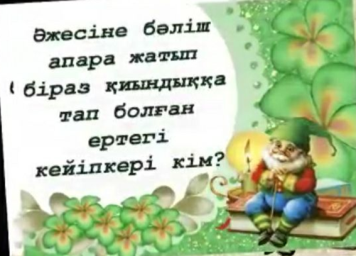 Әжесіне бәліш
апара жатып
біраз қиындыққа
тап болған
ертегі
кейіпкері кім?